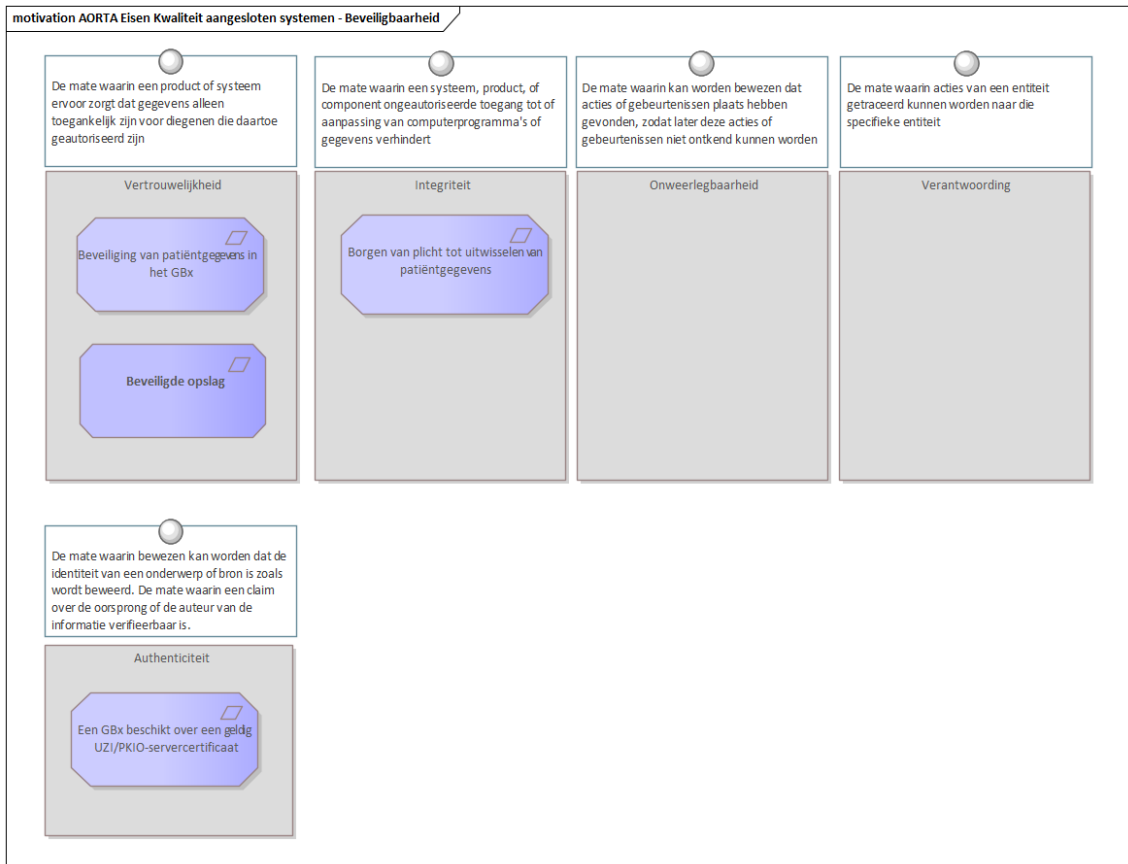 motivation AORTA Eisen Kwaliteit aangesloten systemen - Beveiligbaarheid
De mate waarin een product of systeem
ervoor zorgt dat gegevens alleen
toegankelijk zijn voor diegenen die daartoe
geautoriseerd zijn
De mate waarin een systeem, product, of
component ongeautoriseerde toegang tot of
aanpassing van computerprogramma's of
gegevens verhindert
De mate waarin kan worden bewezen dat
acties of gebeurtenissen plaats hebben
gevonden, zodat later deze acties of
gebeurtenissen niet ontkend kunnen worden
De mate waarin acties van een entiteit
getraceerd kunnen worden naar die
specifieke entiteit
Vertrouwelijkheid
Beveiliging van patiëntgegevens in
het GBx
Beveiligde opslag
Integriteit
Borgen van plicht tot uitwisselen van
patiëntgegevens
Onweerlegbaarheid
Verantwoording
De mate waarin bewezen kan worden dat de
identiteit van een onderwerp of bron is zoals
wordt beweerd. De mate waarin een claim
over de oorsprong of de auteur van de
informatie verifieerbaar is.
Authenticiteit
Een GBx beschikt over een geldig
UZI/PKIO-servercertificaat